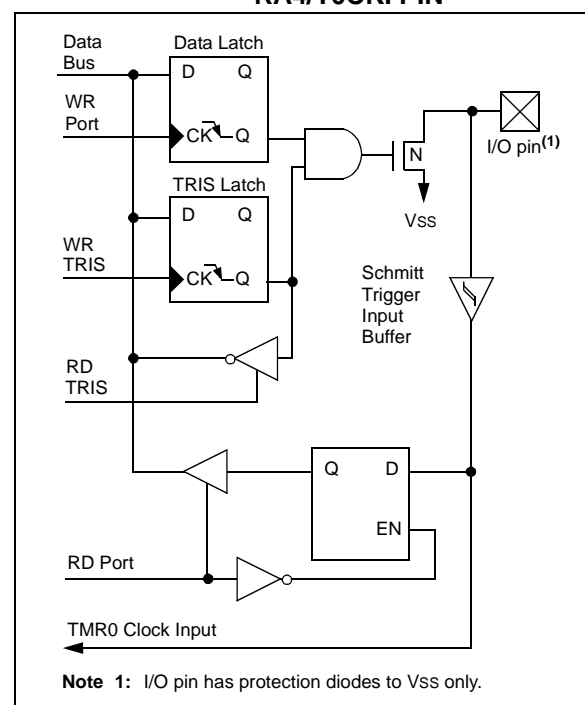 RA4/T0CKI PIN
Data
Bus
Data Latch
D Q
WR
Port
CK Q
N
I/O pin(1)
VSS
TRIS Latch
D Q
WR
TRIS
CK Q
Schmitt
Trigger
Input
Buffer
RD
TRIS
Q D
EN
RD Port
TMR0 Clock Input
Note 1: I/O pin has protection diodes to VSS only.